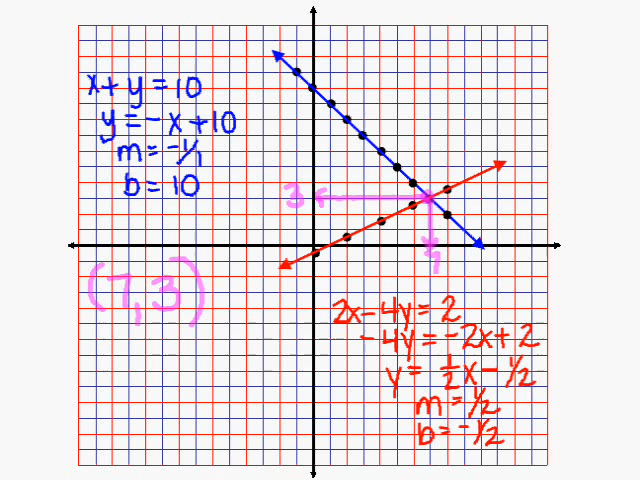 x + y = 10
y = -x + 10
m = -1/1
b = 10
3
7
(7,3)
2x - 4y = 2
-4y = -2x + 2
y = 1/2 x - 1/2
m = 1/2
b = -1/2